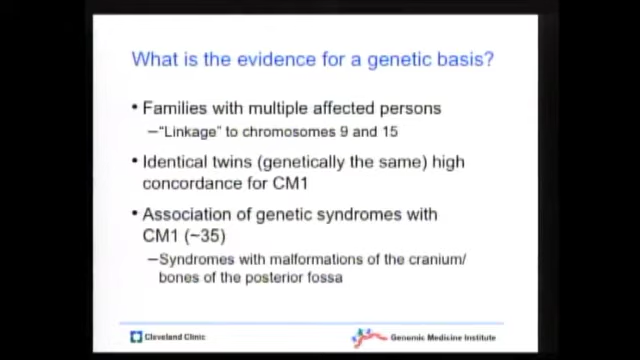 What is the evidence for a genetic basis?
• Families with multiple affected persons
–"Linkage" to chromosomes 9 and 15
• Identical twins (genetically the same) high
concordance for CM1
• Association of genetic syndromes with
CM1 (~35)
–Syndromes with malformations of the cranium/
bones of the posterior fossa
Cleveland Clinic
Genomic Medicine Institute